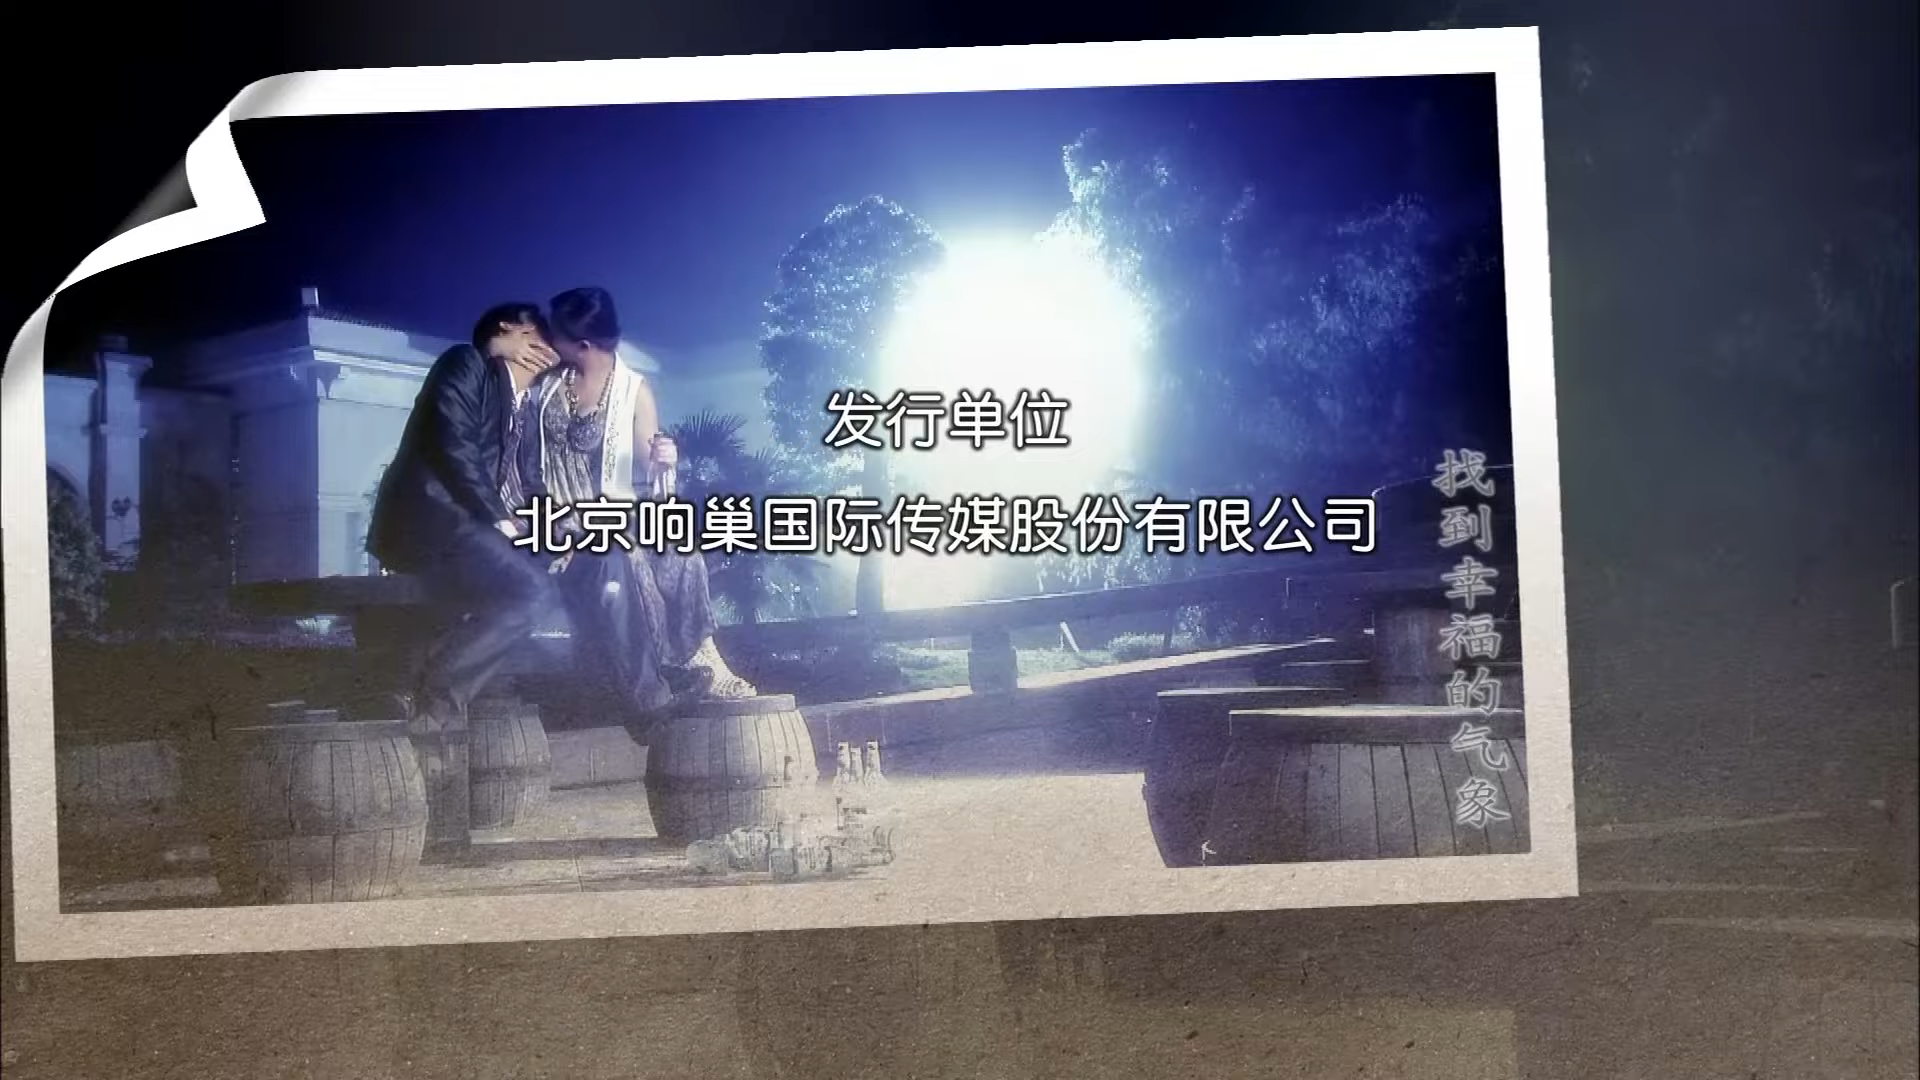 发行单位
北京响巢国际传媒股份有限公司
找到幸福的气象